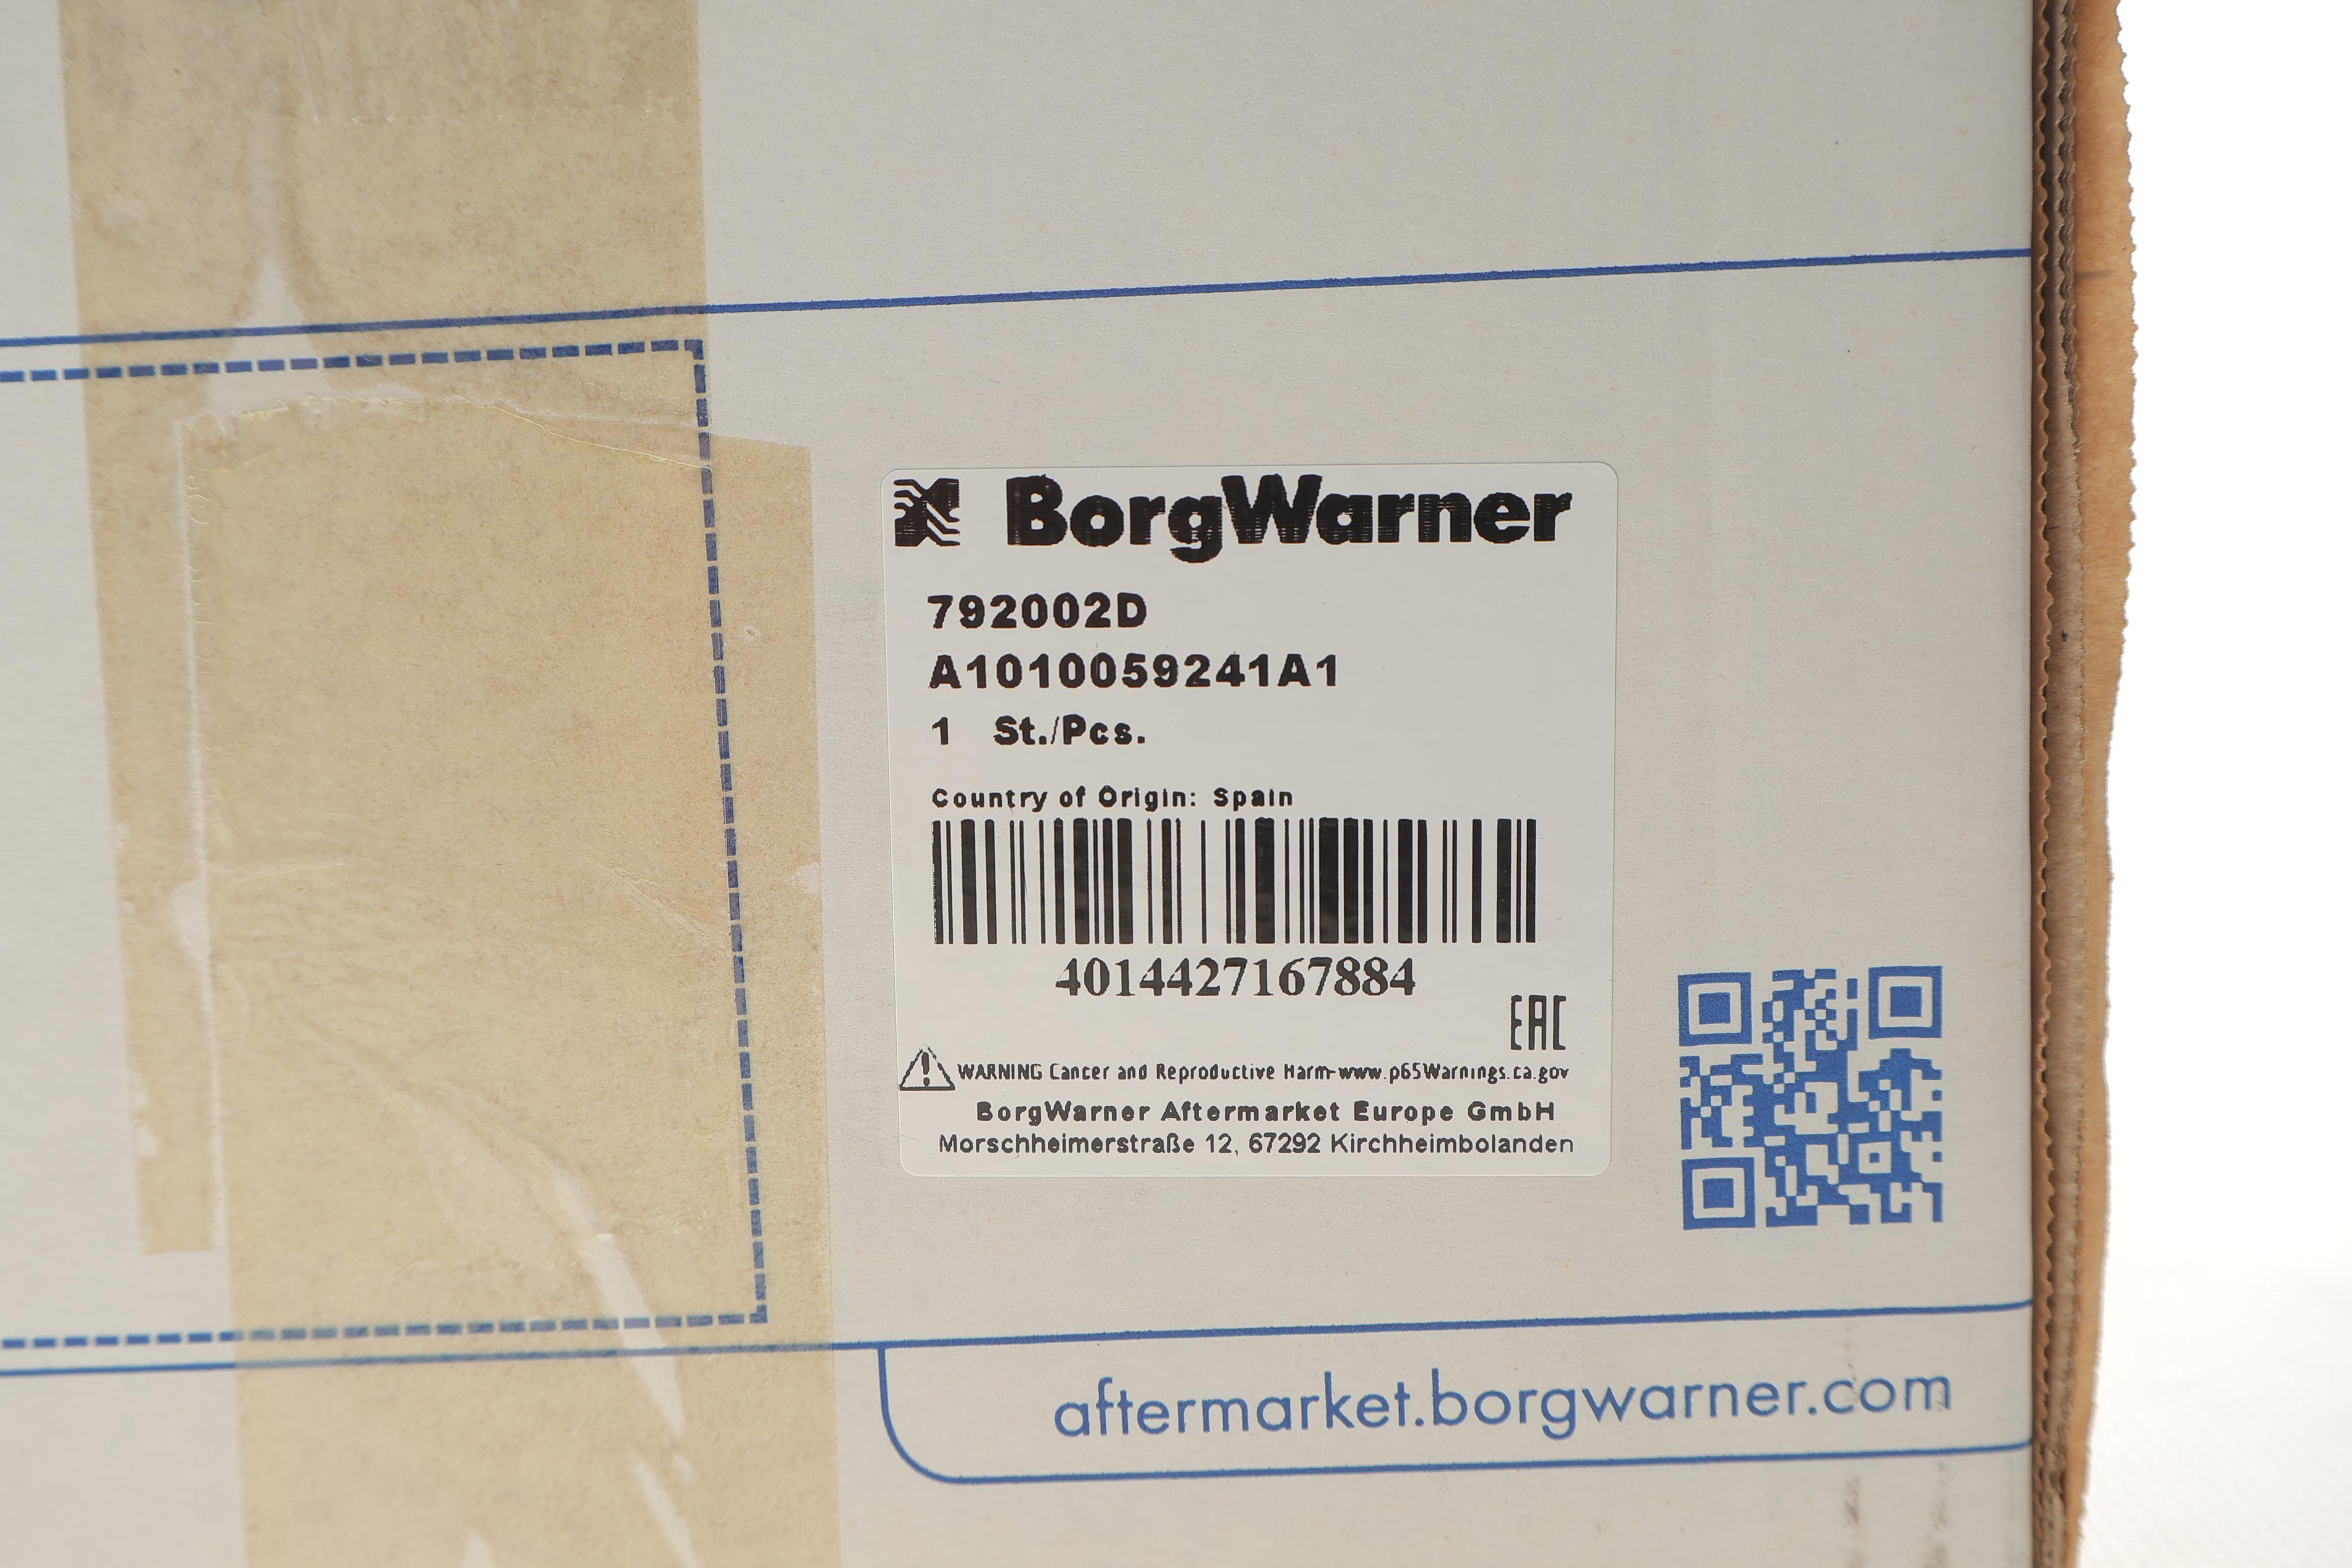 BorgWarner
792002D
A1010059241A1
1 St./Pcs.
Country of Origin: Spain
4014427167884
EAC
WARNING Cancer and Reproductive Harm-www.p65Warnings.ca.gov
BorgWarner Aftermarket Europe GmbH
Morschheimerstraße 12, 67292 Kirchheimbolanden
aftermarket.borgwarner.com